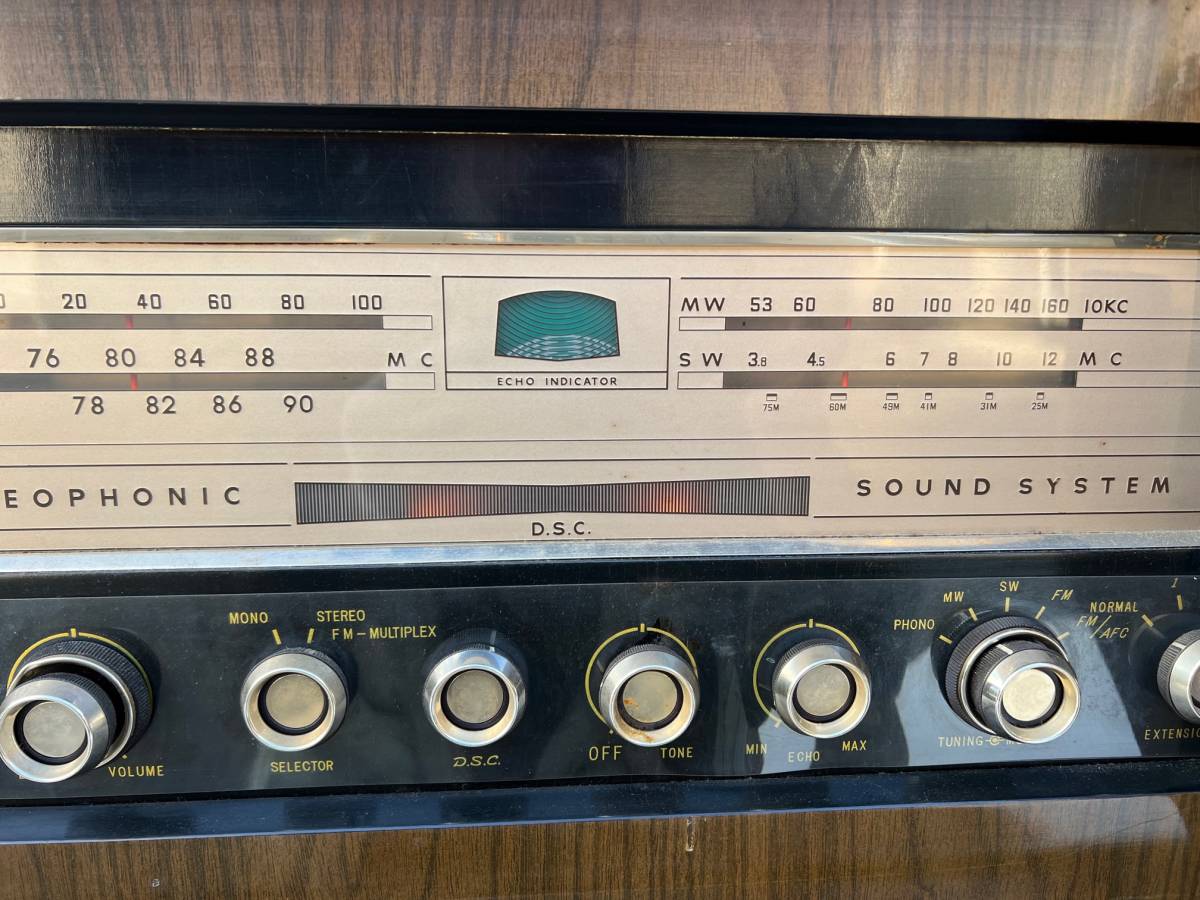 20 40 60 80 100
76 80 84 88 M C
78 82 86 90
ECHO INDICATOR
MW 53 60 80 100 120 140 160 10KC
SW 3.8 4.5 6 7 8 10 12 M C
75M 60M 49M 41M 31M 25M
EOPHONIC
D.S.C.
SOUND SYSTEM
VOLUME
MONO STEREO
FM-MULTIPLEX
SELECTOR
D.S.C.
OFF TONE
MIN ECHO MAX
PHONO MW SW FM FM/AFC
TUNING
NORMAL I
EXTENSIO